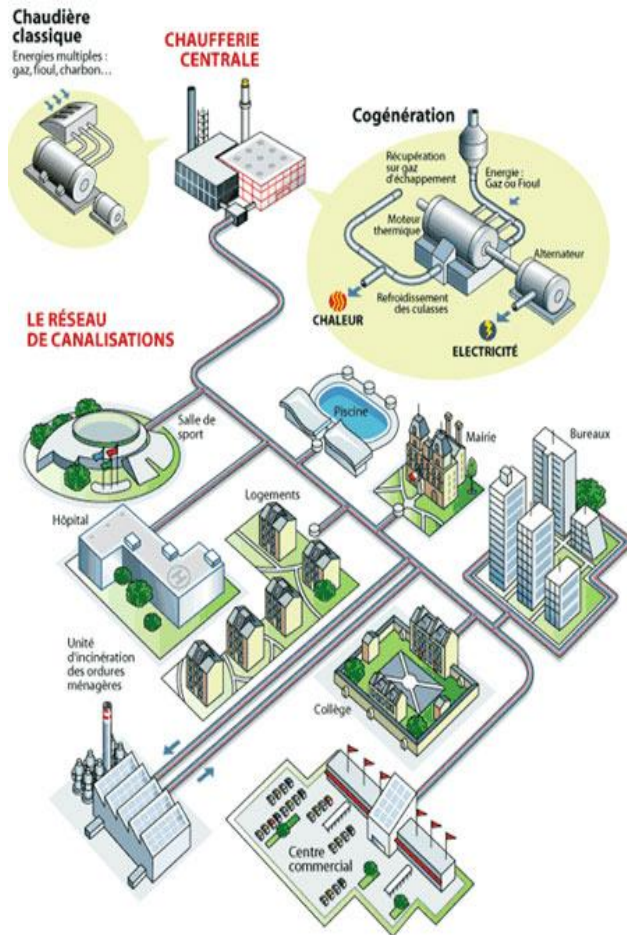 Chaudière
classique
Energies multiples :
gaz, fioul, charbon...
CHAUFFERIE
CENTRALE
Cogénération
Récupération
sur gaz
d'échappement
Energie :
Gaz ou Fioul
Moteur
thermique
Alternateur
Refroidissement
des culasses
CHALEUR
ELECTRICITÉ
LE RÉSEAU
DE CANALISATIONS
Salle de
sport
Piscine
Mairie
Bureaux
Hôpital
H
Logements
Unité
d'incinération
des ordures
ménagères
Collège
Centre
commercial